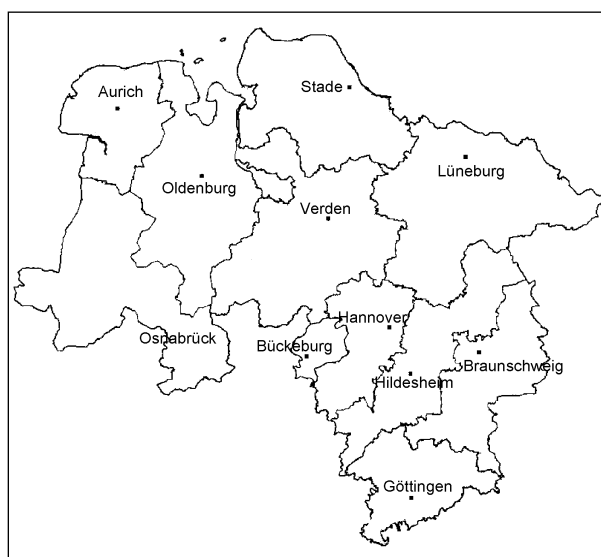 Aurich
Stade
Lüneburg
Oldenburg
Verden
Hannover
Osnabrück
Bückeburg
Braunschweig
Hildesheim
Göttingen